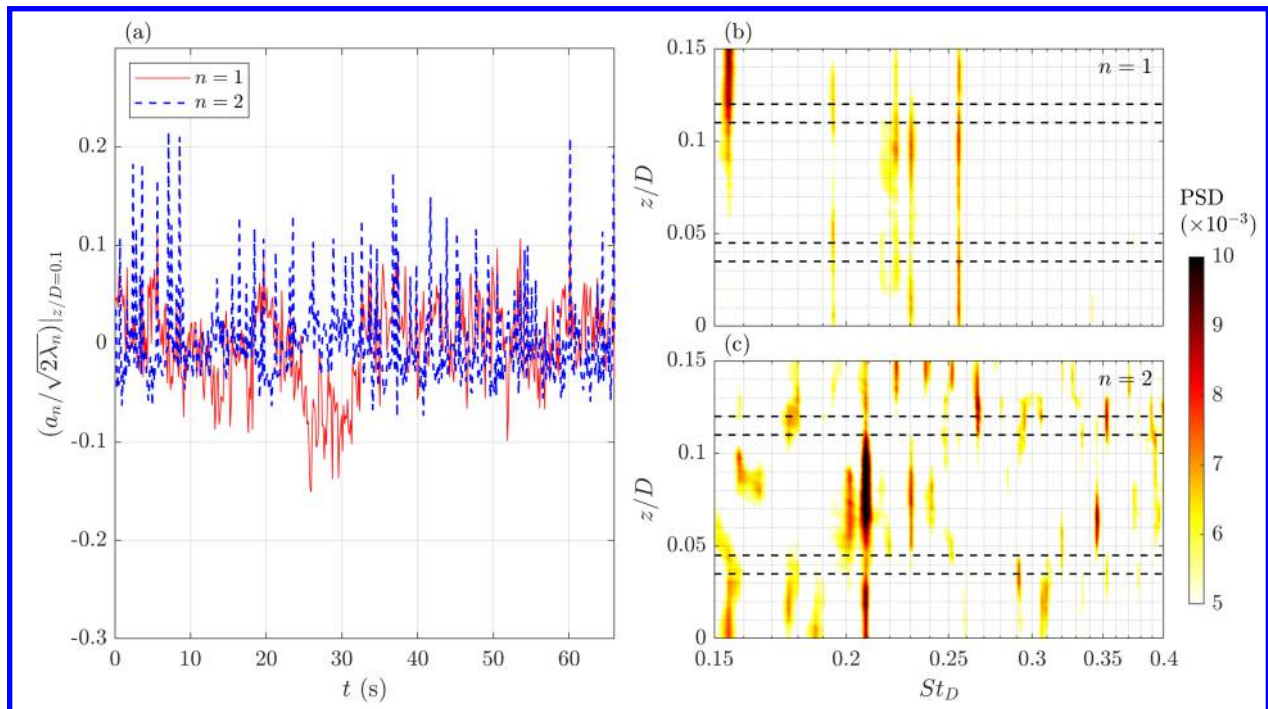 (a)
n = 1
n = 2
0.2
0.1
0
-0.1
-0.2
-0.3
(a_n/√2λ_n)|_{z/D=0.1}
0 10 20 30 40 50 60
t (s)
(b)
n = 1
0.15
0.1
0.05
0
z/D
(c)
n = 2
0.15
0.1
0.05
0
z/D
0.15 0.2 0.25 0.3 0.35 0.4
St_D
PSD
(×10⁻³)
10
9
8
7
6
5